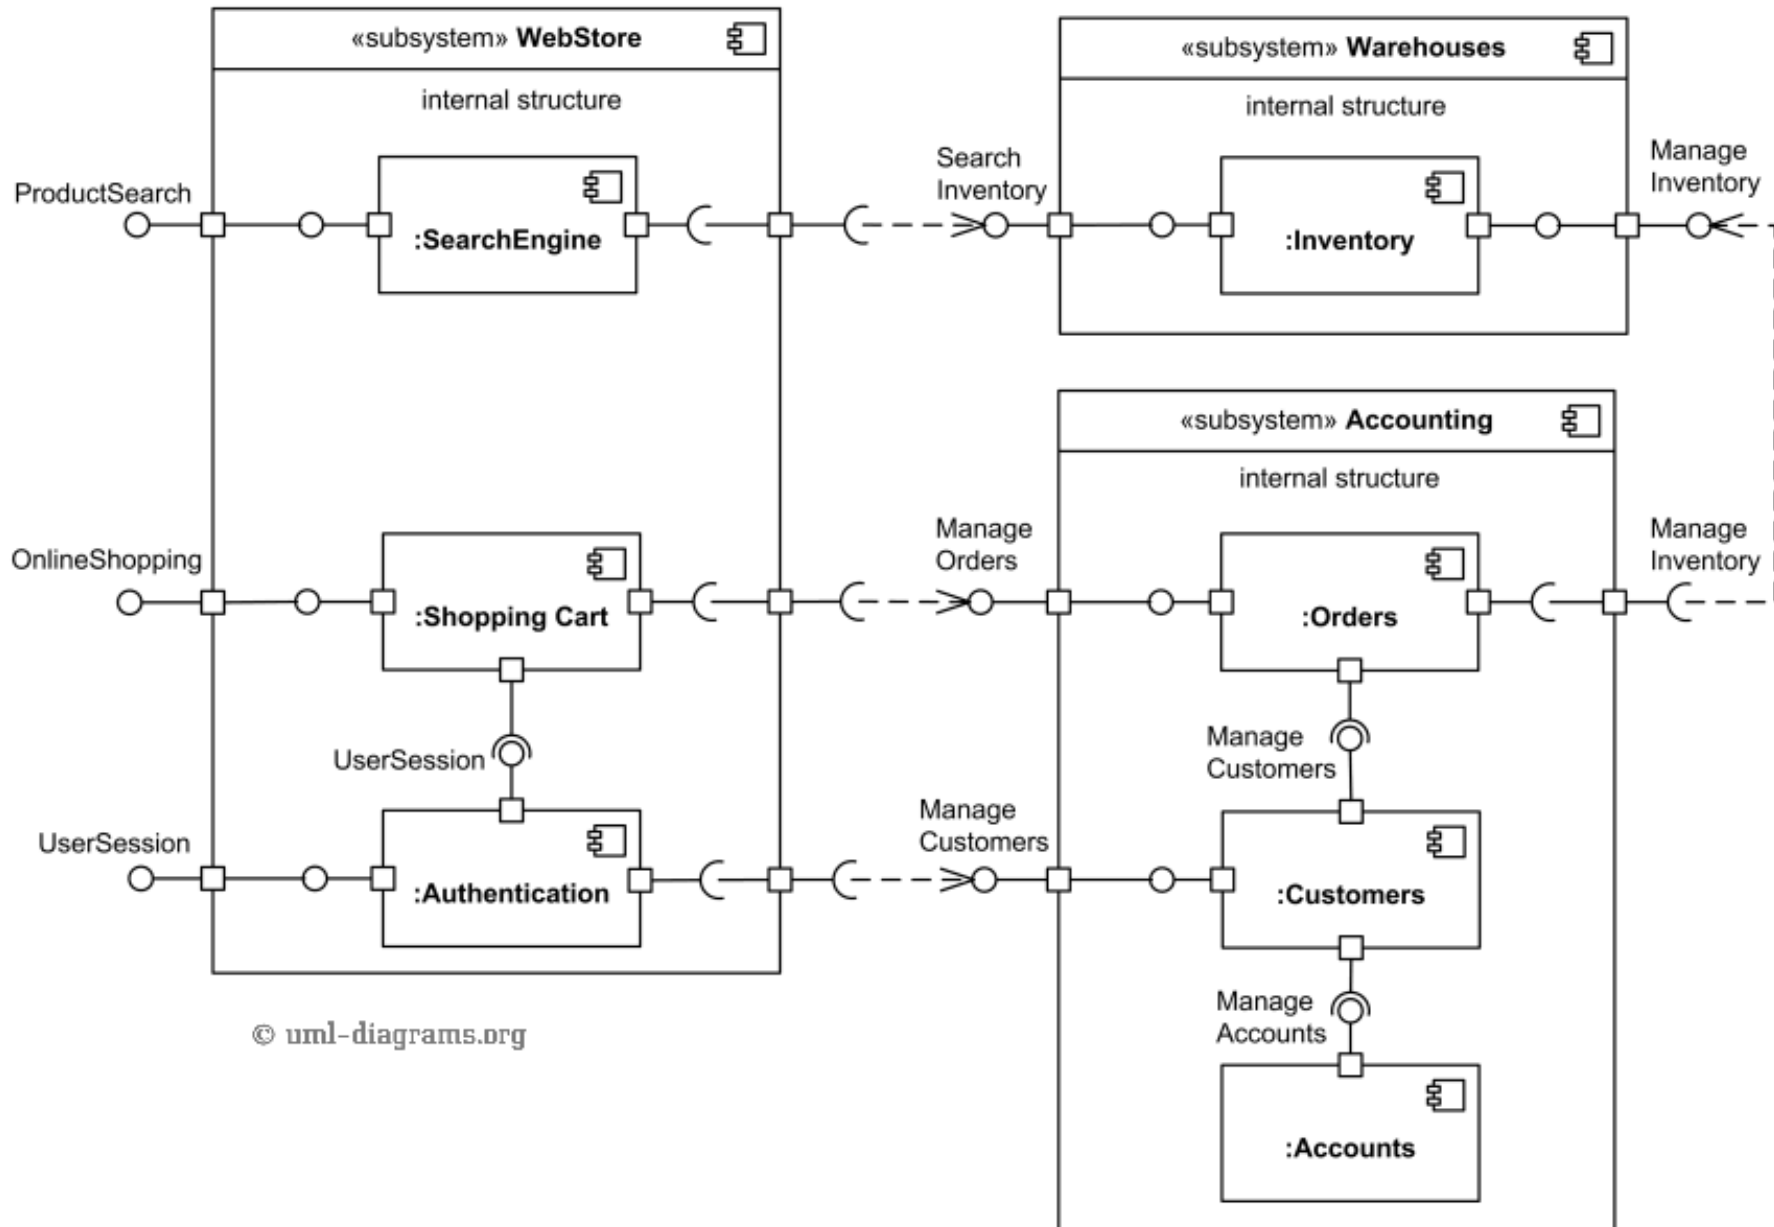 «subsystem» WebStore
internal structure
ProductSearch
:SearchEngine
OnlineShopping
:Shopping Cart
UserSession
UserSession
:Authentication
© uml-diagrams.org
«subsystem» Warehouses
internal structure
Search
Inventory
:Inventory
Manage
Inventory
«subsystem» Accounting
internal structure
Manage
Orders
:Orders
Manage
Inventory
Manage
Customers
Manage
Customers
:Customers
Manage
Accounts
:Accounts